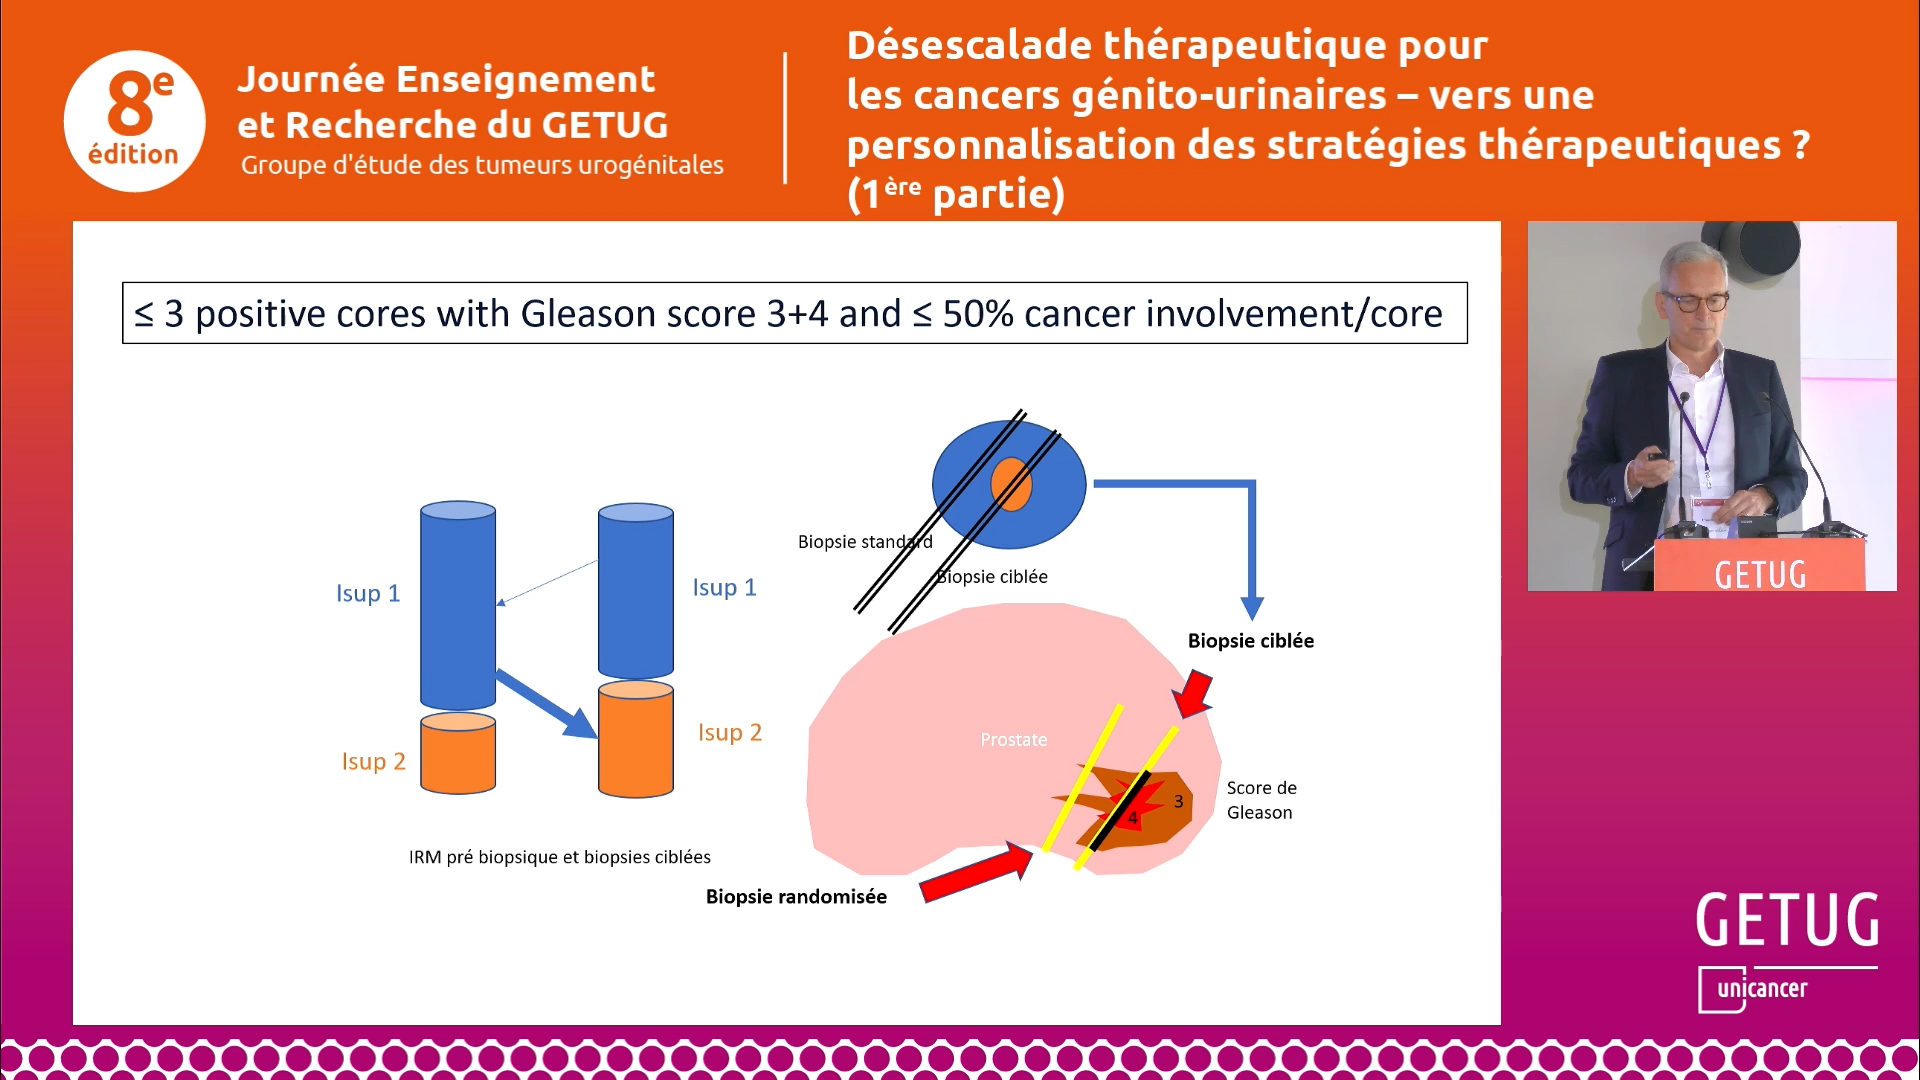 8e
édition
Journée Enseignement
et Recherche du GETUG
Groupe d'étude des tumeurs urogénitales
Désescalade thérapeutique pour
les cancers génito-urinaires – vers une
personnalisation des stratégies thérapeutiques ?
(1ère partie)
≤ 3 positive cores with Gleason score 3+4 and ≤ 50% cancer involvement/core
Biopsie standard
Biopsie ciblée
Isup 1
Isup 1
Isup 2
Isup 2
IRM pré biopsique et biopsies ciblées
Biopsie ciblée
Prostate
3
4
Score de
Gleason
Biopsie randomisée
GETUG
GETUG
unicancer